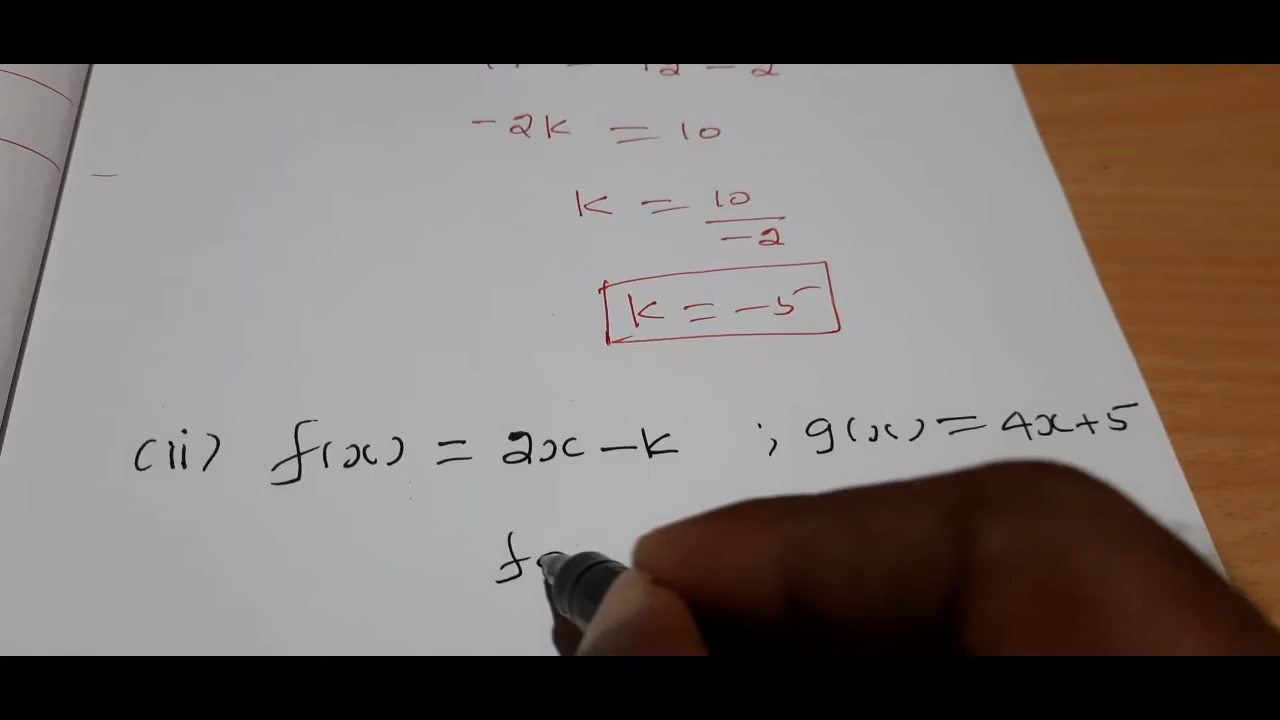 -2k = 10
k = 10/-2
k = -5
(ii) f(x) = 2x - k ; g(x) = 4x + 5
f